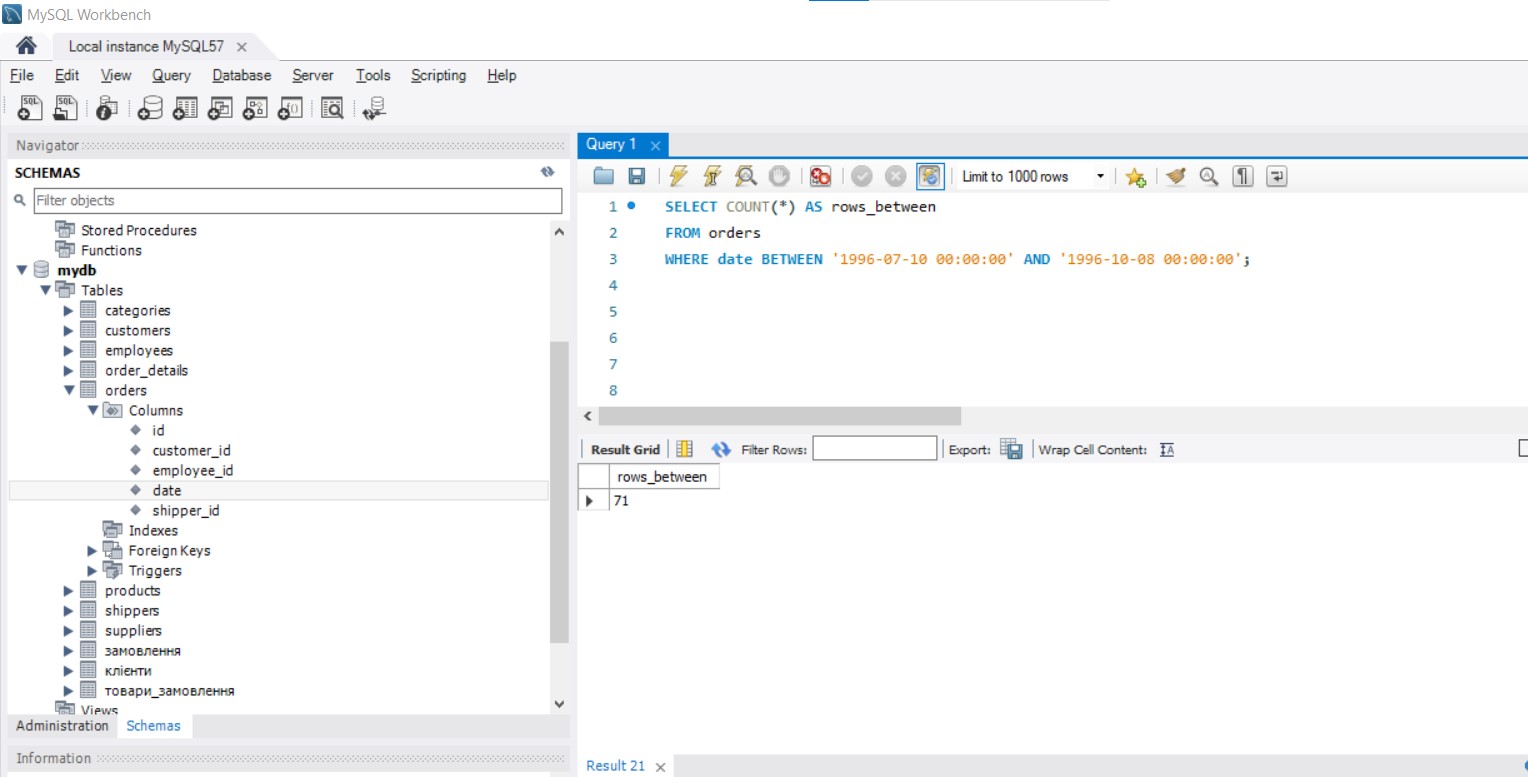 MySQL Workbench
Local instance MySQL57
File Edit View Query Database Server Tools Scripting Help
Navigator
SCHEMAS
Filter objects
Stored Procedures
Functions
mydb
Tables
categories
customers
employees
order_details
orders
Columns
id
customer_id
employee_id
date
shipper_id
Indexes
Foreign Keys
Triggers
products
shippers
suppliers
замовлення
клієнти
товари_замовлення
Views
Administration Schemas
Information
Query 1
Limit to 1000 rows
1 SELECT COUNT(*) AS rows_between
2 FROM orders
3 WHERE date BETWEEN '1996-07-10 00:00:00' AND '1996-10-08 00:00:00';
4
5
6
7
8
Result Grid Filter Rows: Export: Wrap Cell Content:
rows_between
71
Result 21